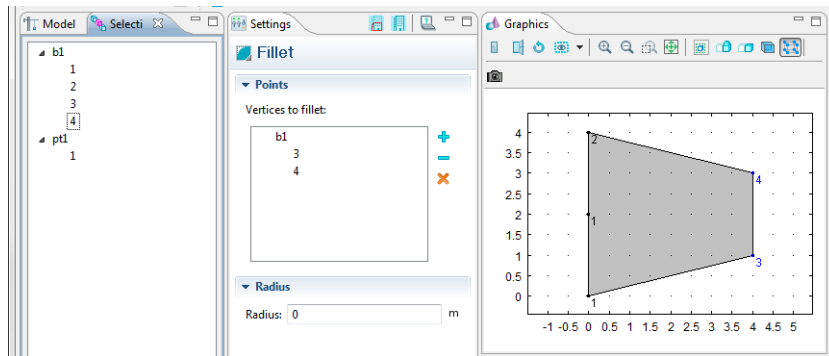 Model Selecti
b1
1
2
3
4
pt1
1
Settings
Fillet
Points
Vertices to fillet:
b1
3
4
Radius
Radius: 0 m
Graphics
4
3.5
3
2.5
2
1.5
1
0.5
0
-1 -0.5 0 0.5 1 1.5 2 2.5 3 3.5 4 4.5 5
2
4
1
3
1